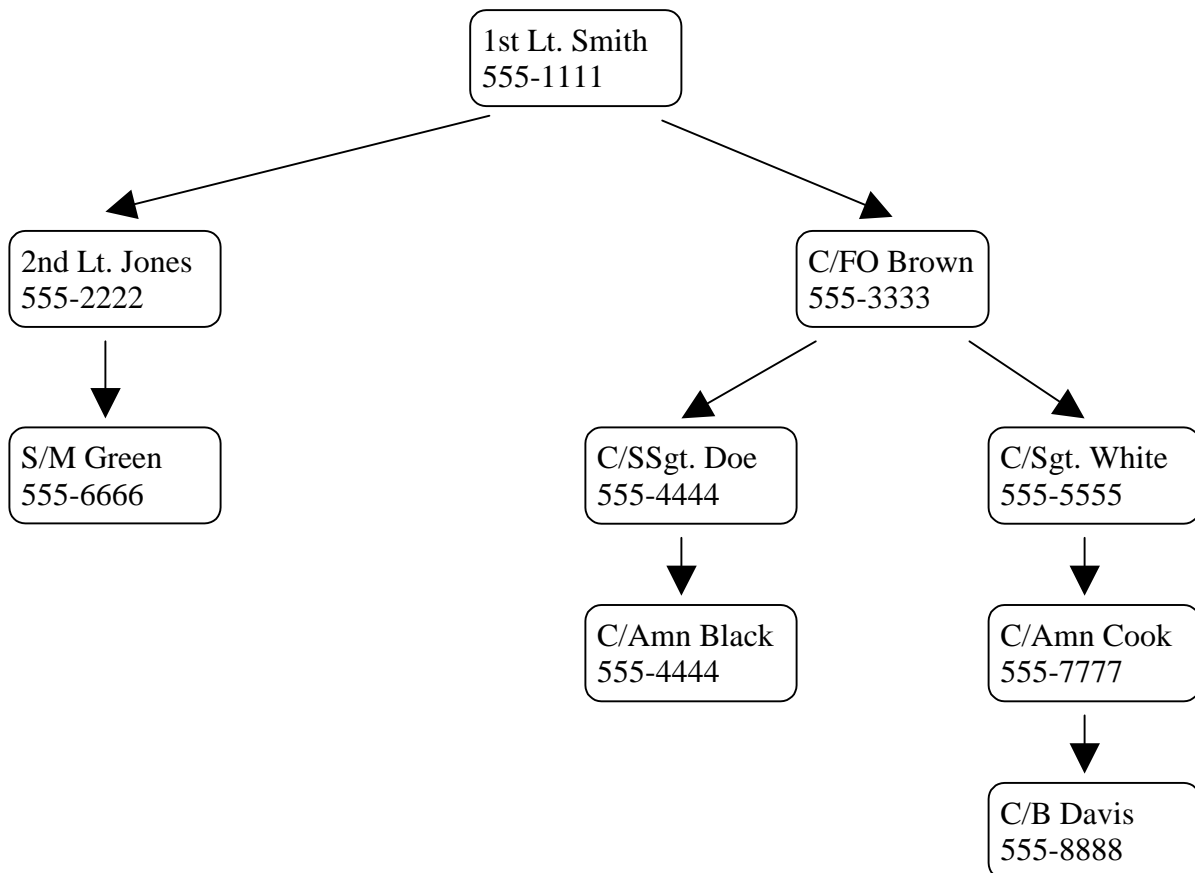 1st Lt. Smith
555-1111
2nd Lt. Jones
555-2222
C/FO Brown
555-3333
S/M Green
555-6666
C/SSgt. Doe
555-4444
C/Sgt. White
555-5555
C/Amn Black
555-4444
C/Amn Cook
555-7777
C/B Davis
555-8888